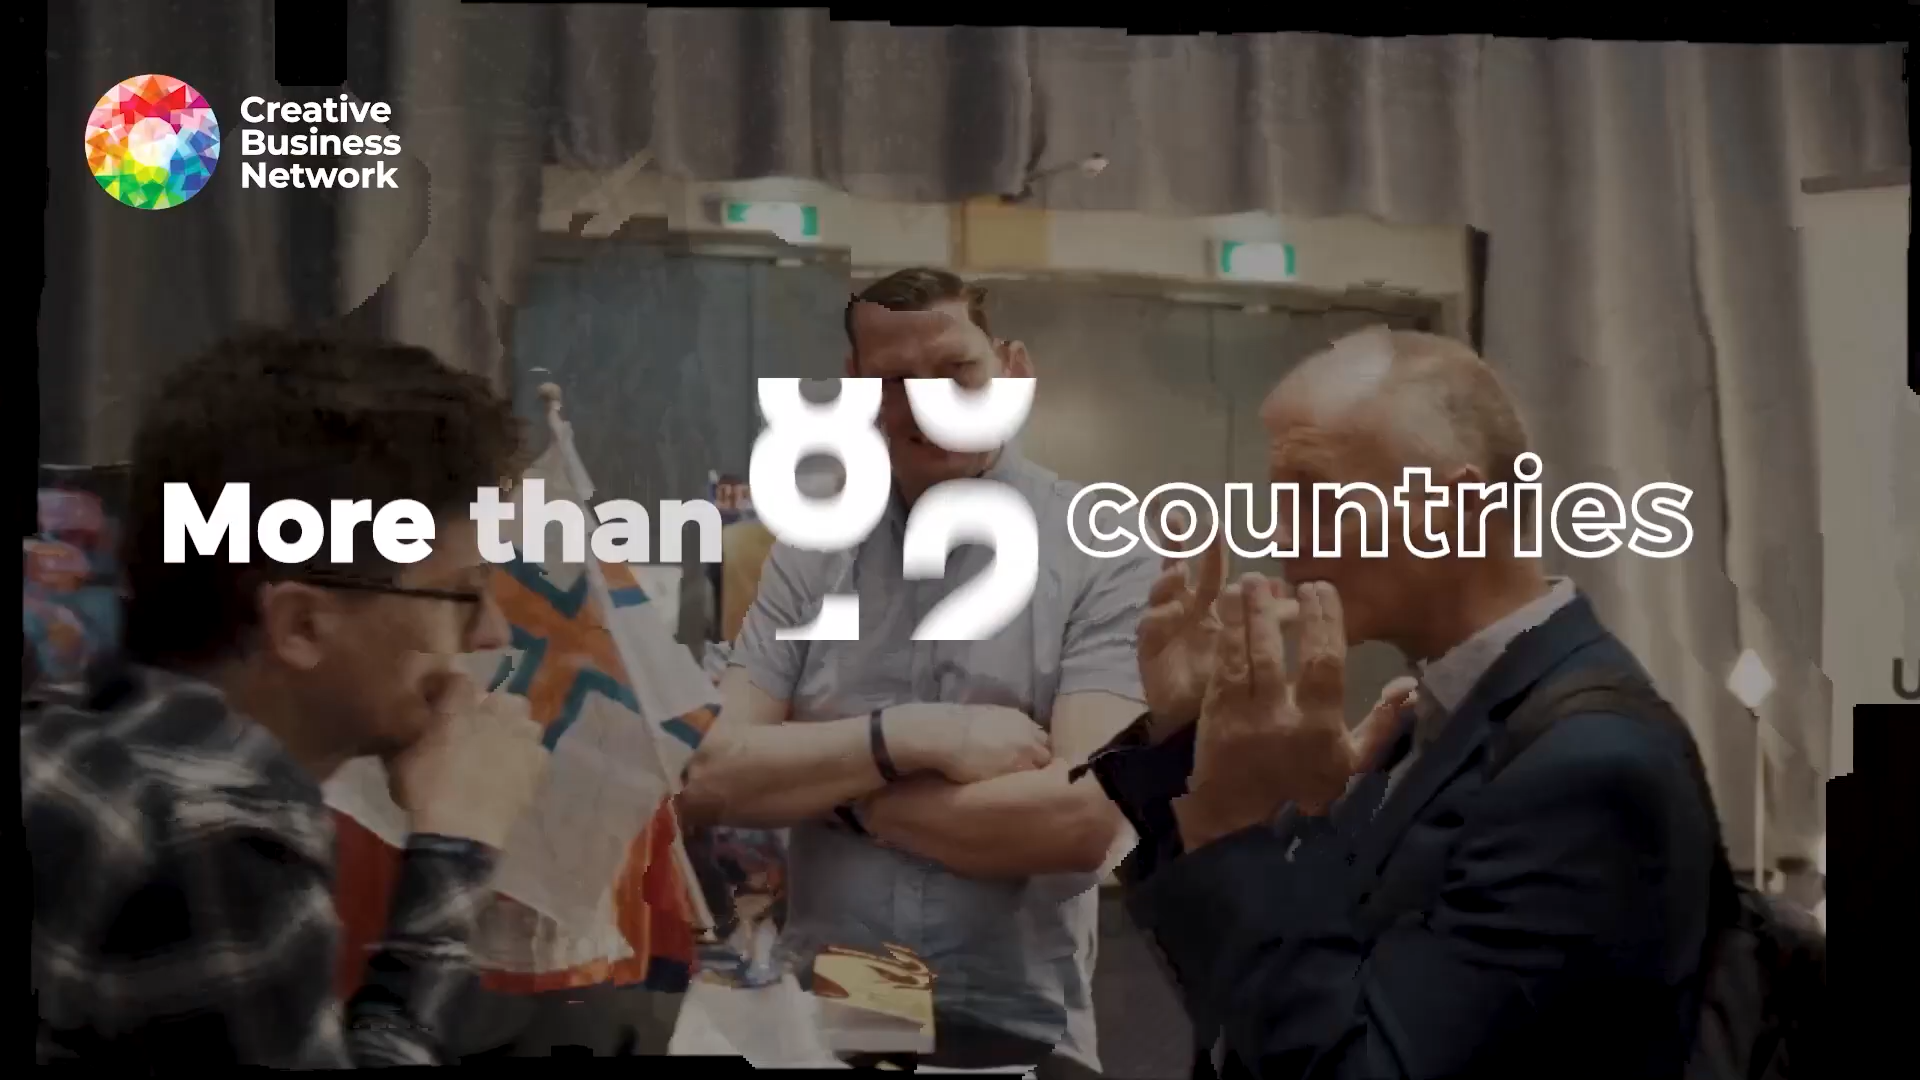 Creative
Business
Network
More than countries
U